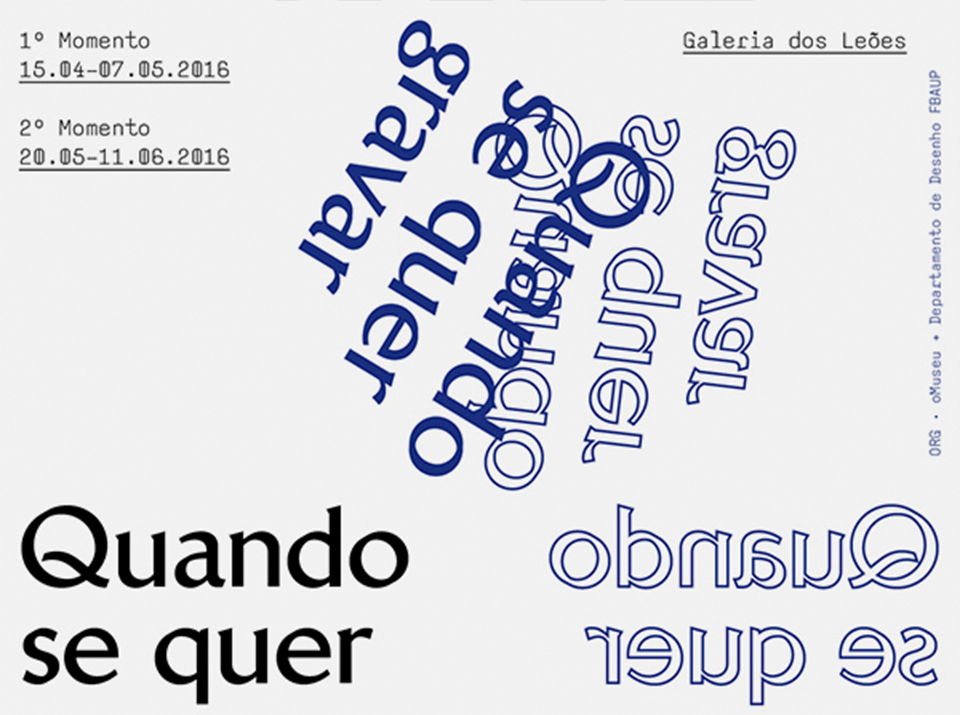 1º Momento
15.04-07.05.2016
2º Momento
20.05-11.06.2016
Galeria dos Leões
ORG · oMuseu + Departamento de Desenho FBAUP
Quando
se quer
gravar
Quando
se quer
gravar
Quando
se quer
Quando
se quer